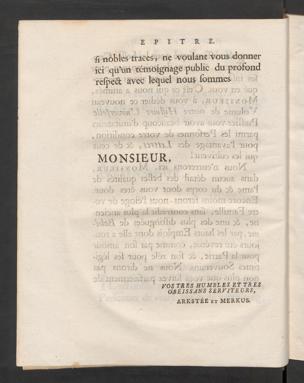 EPITRE.
si nobles traces, ne voulant vous donner
ici qu'un témoignage public du profond
respect avec lequel nous sommes
MONSIEUR,
VOS TRES HUMBLES ET TRES
OBEISSANS SERVITEURS,
ARKSTÉE ET MERKUS.